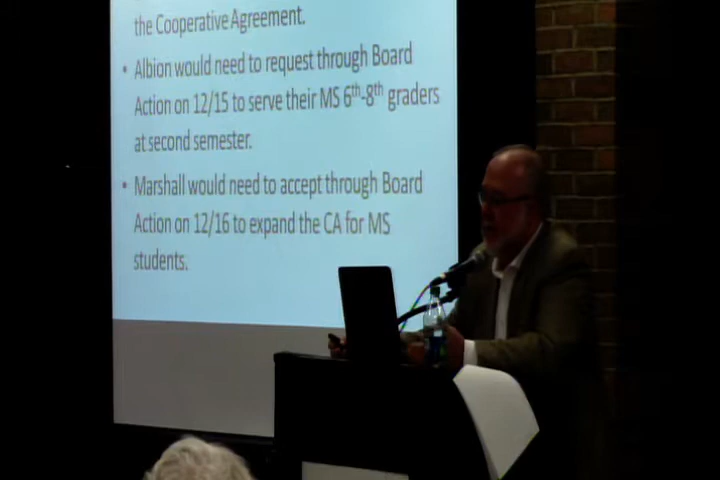 the Cooperative Agreement.
• Albion would need to request through Board
Action on 12/15 to serve their MS 6th-8th graders
at second semester.
• Marshall would need to accept through Board
Action on 12/16 to expand the CA for MS
students.